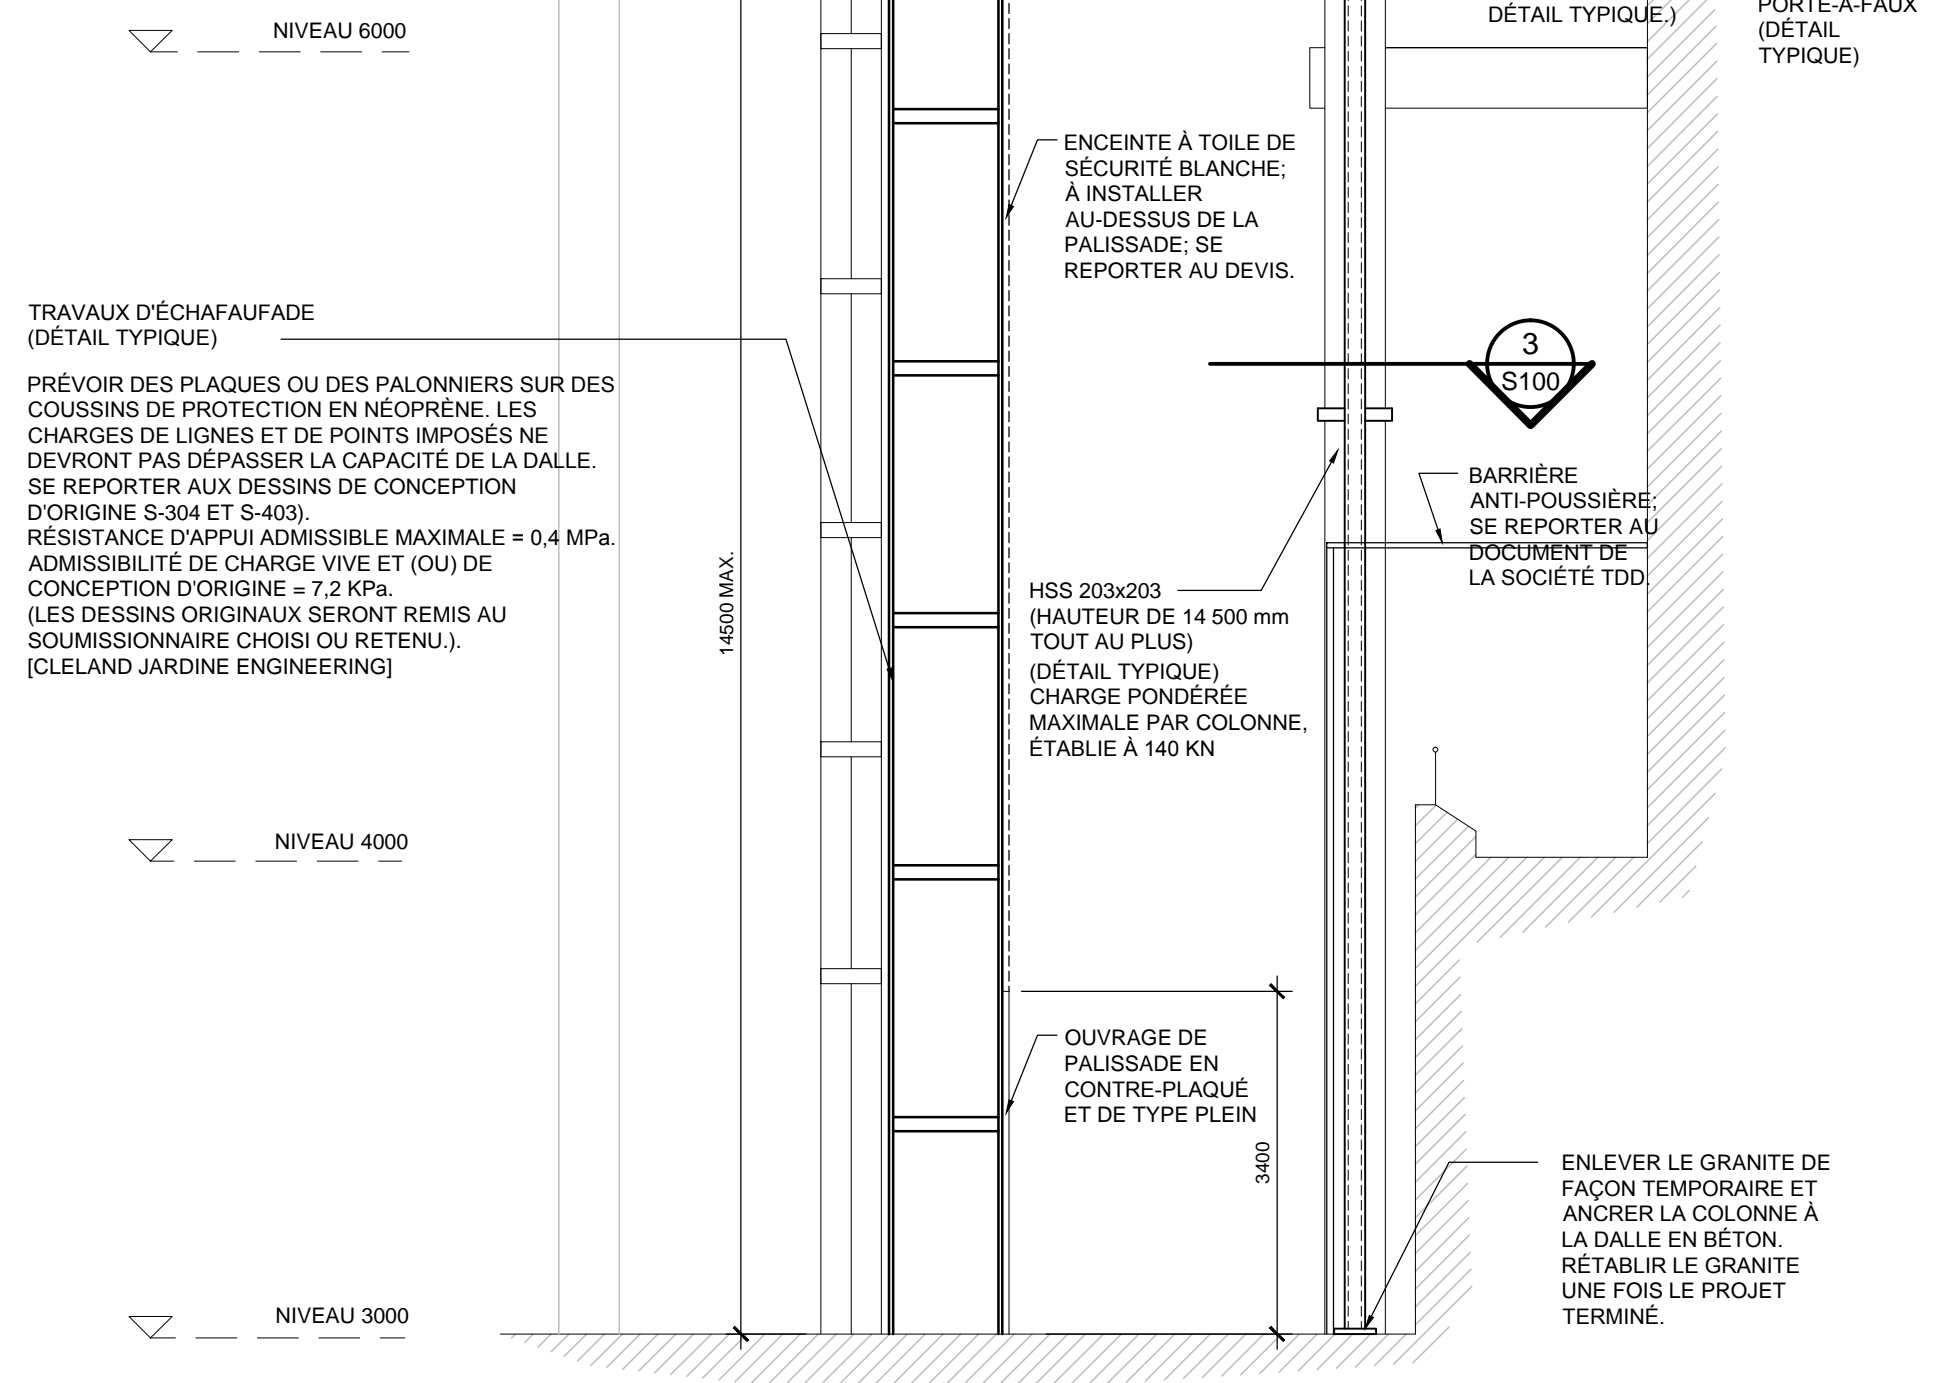 DÉTAIL TYPIQUE.)
PORTE-À-FAUX
(DÉTAIL
TYPIQUE)
NIVEAU 6000
ENCEINTE À TOILE DE
SÉCURITÉ BLANCHE;
À INSTALLER
AU-DESSUS DE LA
PALISSADE; SE
REPORTER AU DEVIS.
TRAVAUX D'ÉCHAFAUFADE
(DÉTAIL TYPIQUE)
PRÉVOIR DES PLAQUES OU DES PALONNIERS SUR DES
COUSSINS DE PROTECTION EN NÉOPRÈNE. LES
CHARGES DE LIGNES ET DE POINTS IMPOSÉS NE
DEVRONT PAS DÉPASSER LA CAPACITÉ DE LA DALLE.
SE REPORTER AUX DESSINS DE CONCEPTION
D'ORIGINE S-304 ET S-403).
RÉSISTANCE D'APPUI ADMISSIBLE MAXIMALE = 0,4 MPa.
ADMISSIBILITÉ DE CHARGE VIVE ET (OU) DE
CONCEPTION D'ORIGINE = 7,2 KPa.
(LES DESSINS ORIGINAUX SERONT REMIS AU
SOUMISSIONNAIRE CHOISI OU RETENU.).
[CLELAND JARDINE ENGINEERING]
14500 MAX.
3
S100
BARRIÈRE
ANTI-POUSSIÈRE;
SE REPORTER AU
DOCUMENT DE
LA SOCIÉTÉ TDD.
HSS 203x203
(HAUTEUR DE 14 500 mm
TOUT AU PLUS)
(DÉTAIL TYPIQUE)
CHARGE PONDÉRÉE
MAXIMALE PAR COLONNE,
ÉTABLIE À 140 KN
NIVEAU 4000
OUVRAGE DE
PALISSADE EN
CONTRE-PLAQUÉ
ET DE TYPE PLEIN
3400
ENLEVER LE GRANITE DE
FAÇON TEMPORAIRE ET
ANCRER LA COLONNE À
LA DALLE EN BÉTON.
RÉTABLIR LE GRANITE
UNE FOIS LE PROJET
TERMINÉ.
NIVEAU 3000